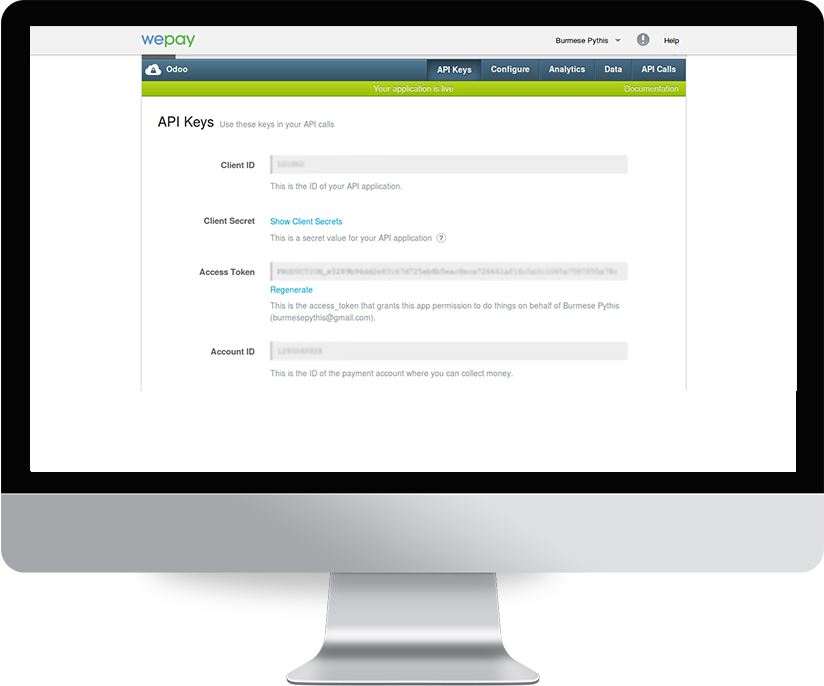 wepay
Burmese Pythis
Help
Odoo
API Keys
Configure
Analytics
Data
API Calls
Your application is live
Documentation
API Keys Use these keys in your API calls
Client ID
This is the ID of your API application.
Client Secret Show Client Secrets
This is a secret value for your API application ?
Access Token
Regenerate
This is the access_token that grants this app permission to do things on behalf of Burmese Pythis
(burmesepythis@gmail.com).
Account ID
This is the ID of the payment account where you can collect money.